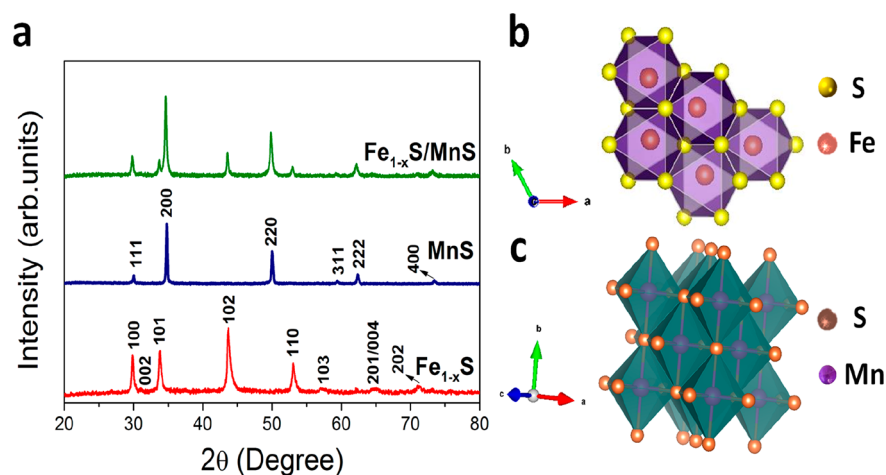 a
Intensity (arb.units)
Fe1-xS/MnS
111
200
220
311
222
400
MnS
100
002
101
102
110
103
201/004
202
Fe1-xS
20 30 40 50 60 70 80
2θ (Degree)
b
S
Fe
b
a
c
S
Mn
b
c
a